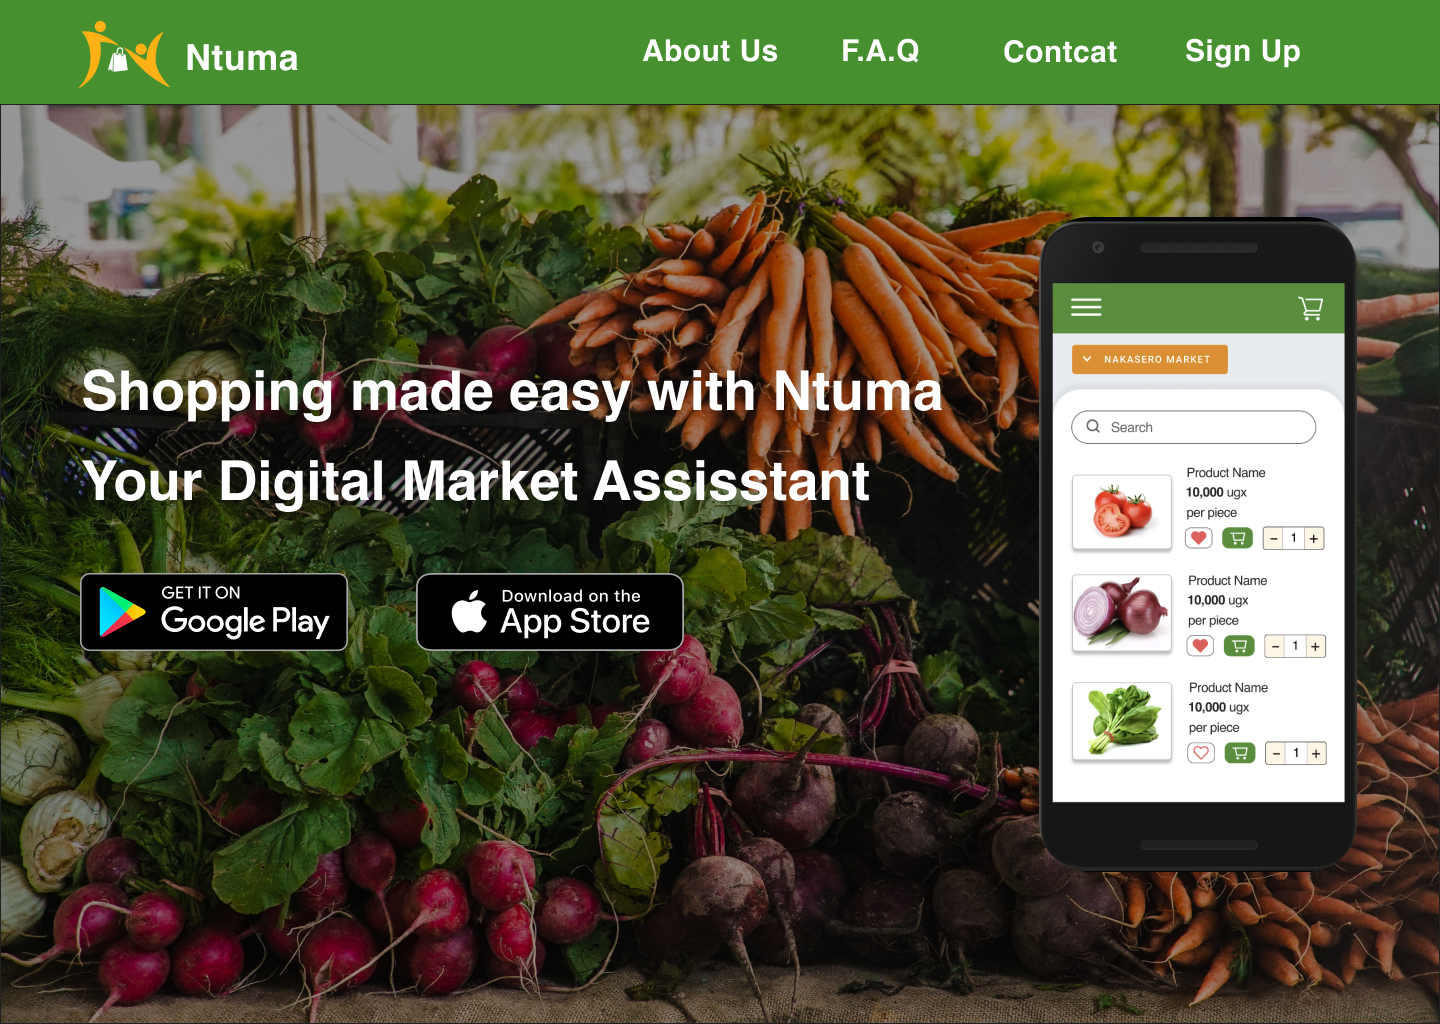 Ntuma
About Us
F.A.Q
Contcat
Sign Up
Shopping made easy with Ntuma
Your Digital Market Assisstant
GET IT ON
Google Play
Download on the
App Store
NAKASERO MARKET
Search
Product Name
10,000 ugx
per piece
− 1 +
Product Name
10,000 ugx
per piece
− 1 +
Product Name
10,000 ugx
per piece
− 1 +